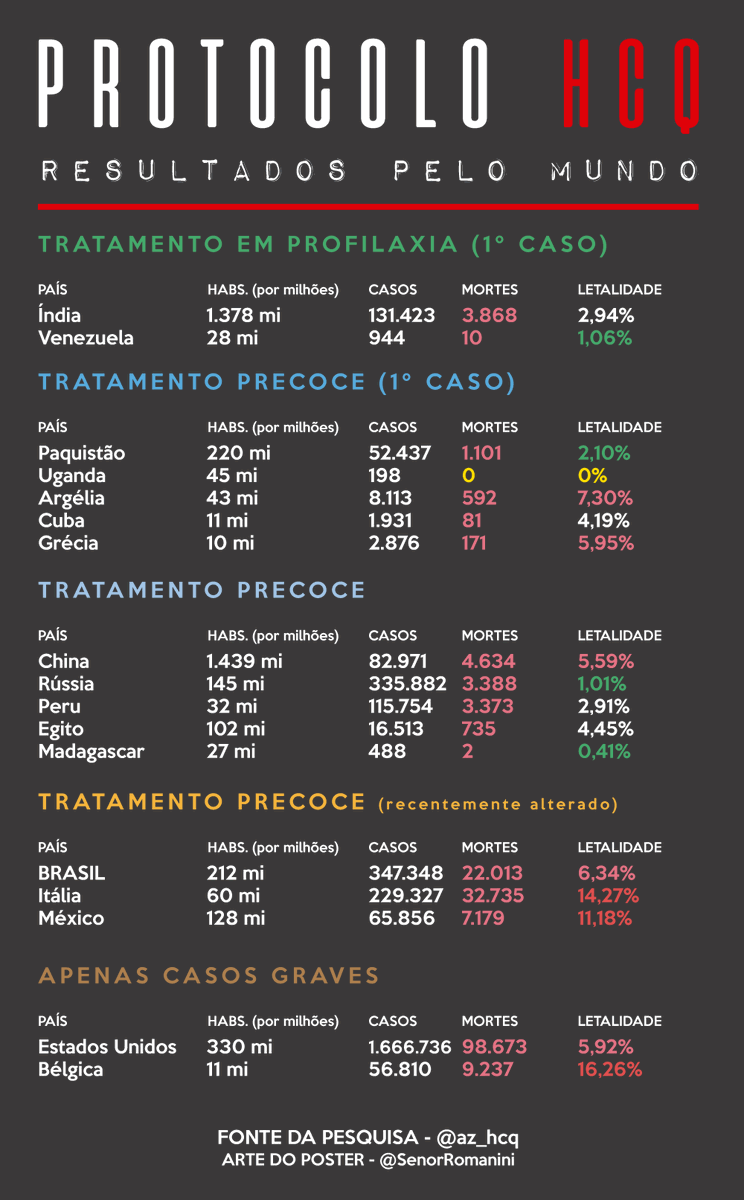 PROTOCOLO HCQ
RESULTADOS PELO MUNDO
TRATAMENTO EM PROFILAXIA (1º CASO)
PAÍS HABS. (por milhões) CASOS MORTES LETALIDADE
Índia 1.378 mi 131.423 3.868 2,94%
Venezuela 28 mi 944 10 1,06%
TRATAMENTO PRECOCE (1º CASO)
PAÍS HABS. (por milhões) CASOS MORTES LETALIDADE
Paquistão 220 mi 52.437 1.101 2,10%
Uganda 45 mi 198 0 0%
Argélia 43 mi 8.113 592 7,30%
Cuba 11 mi 1.931 81 4,19%
Grécia 10 mi 2.876 171 5,95%
TRATAMENTO PRECOCE
PAÍS HABS. (por milhões) CASOS MORTES LETALIDADE
China 1.439 mi 82.971 4.634 5,59%
Rússia 145 mi 335.882 3.388 1,01%
Peru 32 mi 115.754 3.373 2,91%
Egito 102 mi 16.513 735 4,45%
Madagascar 27 mi 488 2 0,41%
TRATAMENTO PRECOCE (recentemente alterado)
PAÍS HABS. (por milhões) CASOS MORTES LETALIDADE
BRASIL 212 mi 347.348 22.013 6,34%
Itália 60 mi 229.327 32.735 14,27%
México 128 mi 65.856 7.179 11,18%
APENAS CASOS GRAVES
PAÍS HABS. (por milhões) CASOS MORTES LETALIDADE
Estados Unidos 330 mi 1.666.736 98.673 5,92%
Bélgica 11 mi 56.810 9.237 16,26%
FONTE DA PESQUISA - @az_hcq
ARTE DO POSTER - @SenorRomanini